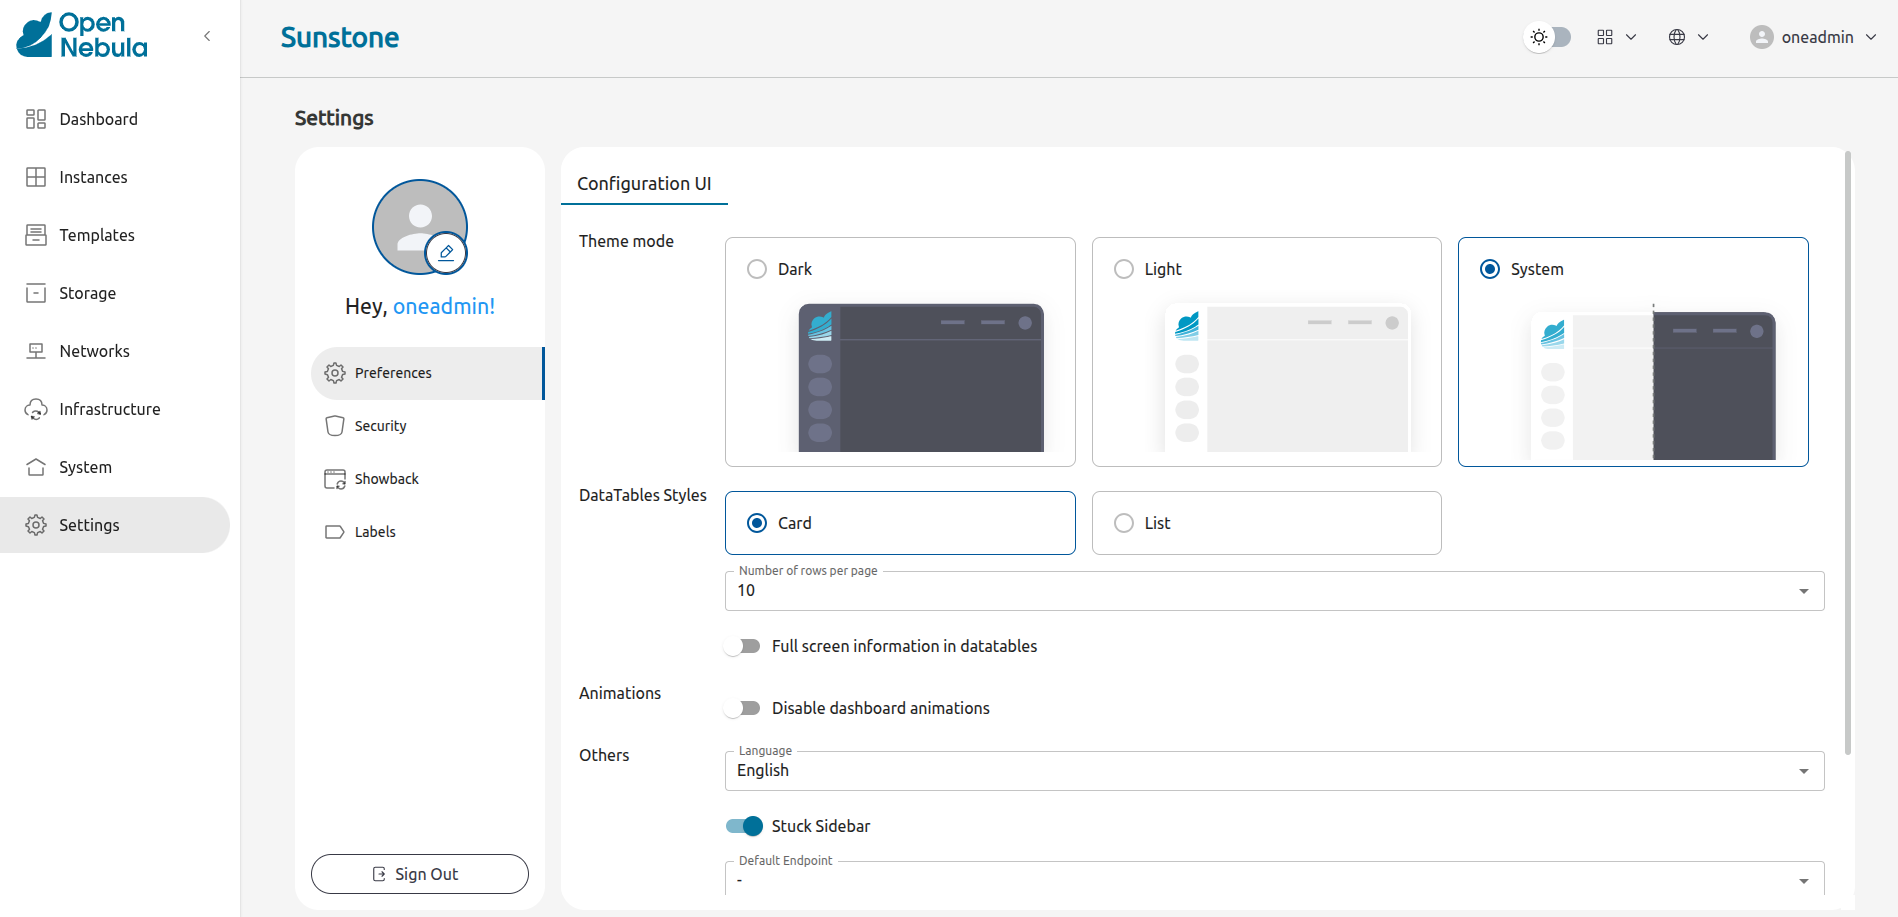 Open
Nebula
Sunstone
oneadmin
Dashboard
Instances
Templates
Storage
Networks
Infrastructure
System
Settings
Settings
Hey, oneadmin!
Preferences
Security
Showback
Labels
Sign Out
Configuration UI
Theme mode
Dark
Light
System
DataTables Styles
Card
List
Number of rows per page
10
Full screen information in datatables
Animations
Disable dashboard animations
Others
Language
English
Stuck Sidebar
Default Endpoint
-